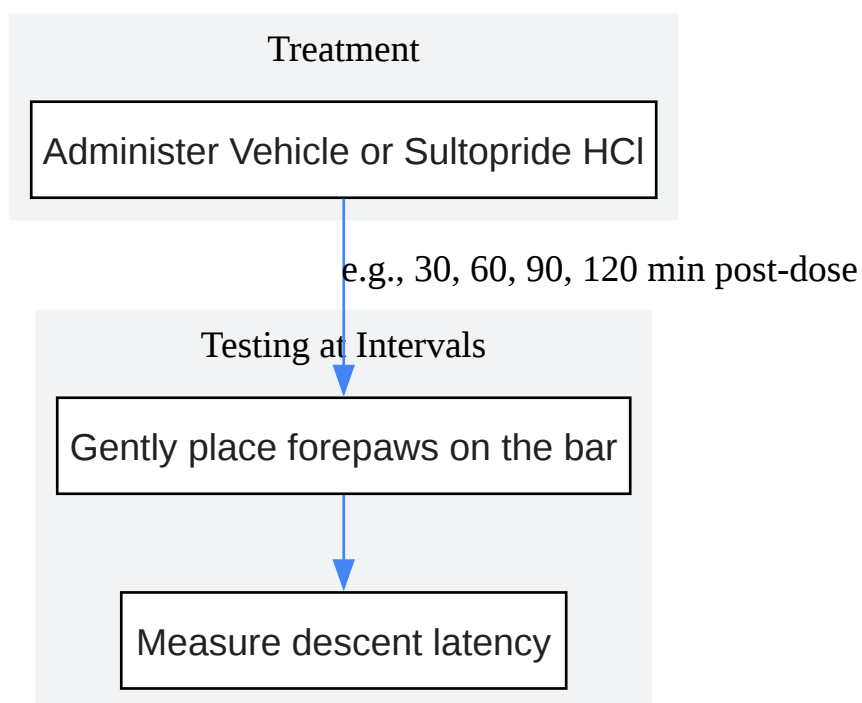 Treatment
Administer Vehicle or Sultopride HCl
e.g., 30, 60, 90, 120 min post-dose
Testing at Intervals
Gently place forepaws on the bar
Measure descent latency